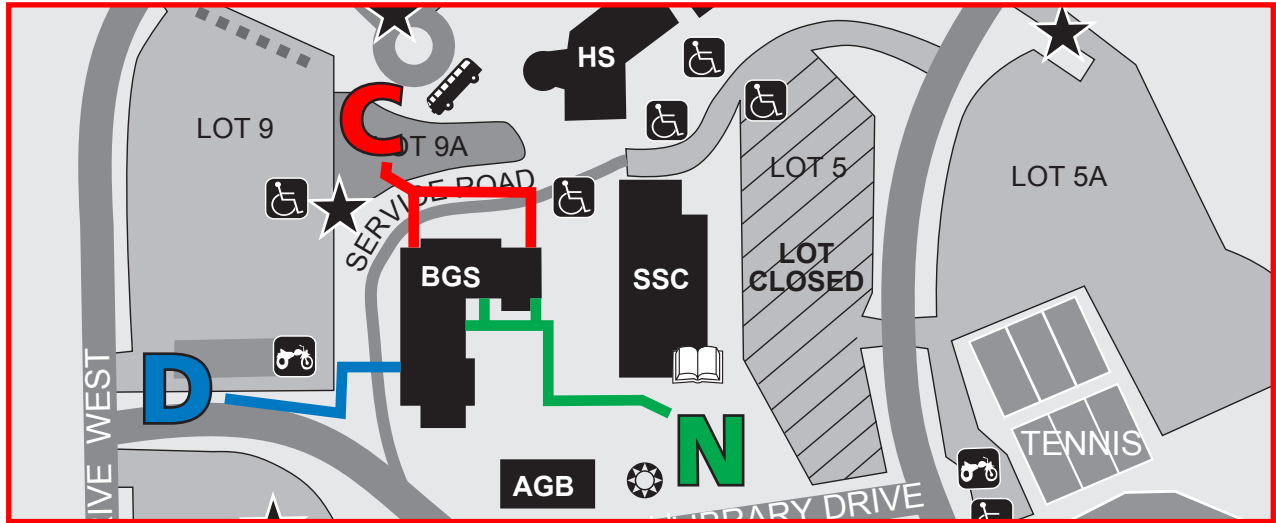 HS
LOT 9
C
LOT 9A
LOT 5
LOT 5A
SERVICE ROAD
LOT
CLOSED
BGS
SSC
D
N
TENNIS
AGB
LIBRARY DRIVE
WEST